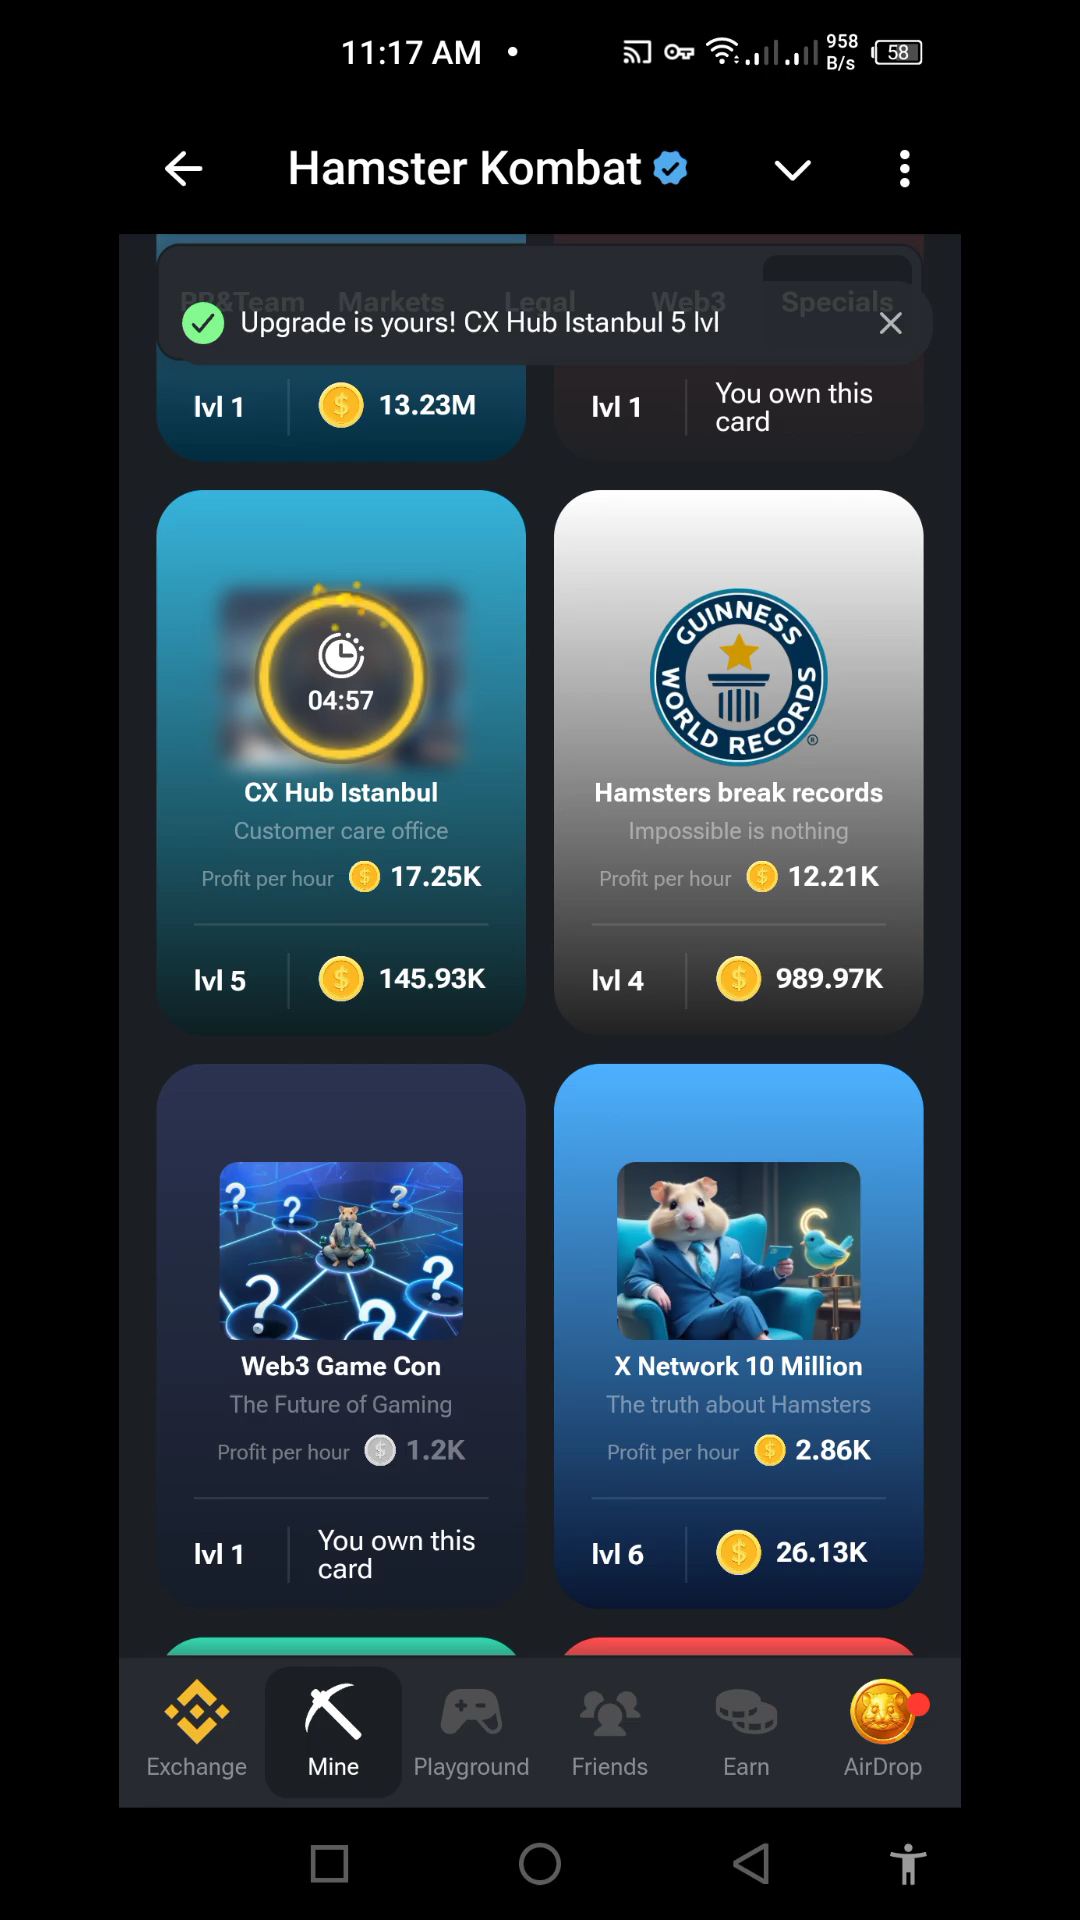 11:17 AM •
958
B/s
58
Hamster Kombat
PR&Team Markets Legal Web3 Specials
Upgrade is yours! CX Hub Istanbul 5 lvl
lvl 1
13.23M
lvl 1
You own this
card
04:57
CX Hub Istanbul
Customer care office
Profit per hour 17.25K
lvl 5
145.93K
GUINNESS
WORLD RECORDS
®
Hamsters break records
Impossible is nothing
Profit per hour 12.21K
lvl 4
989.97K
Web3 Game Con
The Future of Gaming
Profit per hour 1.2K
lvl 1
You own this
card
X Network 10 Million
The truth about Hamsters
Profit per hour 2.86K
lvl 6
26.13K
Exchange
Mine
Playground
Friends
Earn
AirDrop